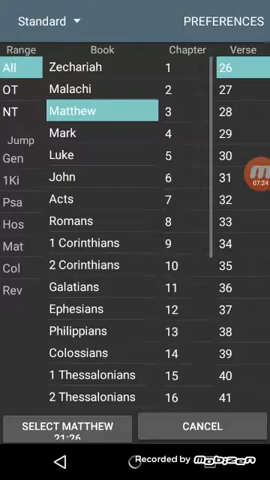 Standard PREFERENCES
Range Book Chapter Verse
All Zechariah 1 26
OT Malachi 2 27
NT Matthew 3 28
Jump Mark 4 29
Gen Luke 5 30
1Ki John 6 31
Psa Acts 7 32
Hos Romans 8 33
Mat 1 Corinthians 9 34
Col 2 Corinthians 10 35
Rev Galatians 11 36
Ephesians 12 37
Philippians 13 38
Colossians 14 39
1 Thessalonians 15 40
2 Thessalonians 16 41
07:24
SELECT MATTHEW 21:26 CANCEL
Recorded by Mobizen